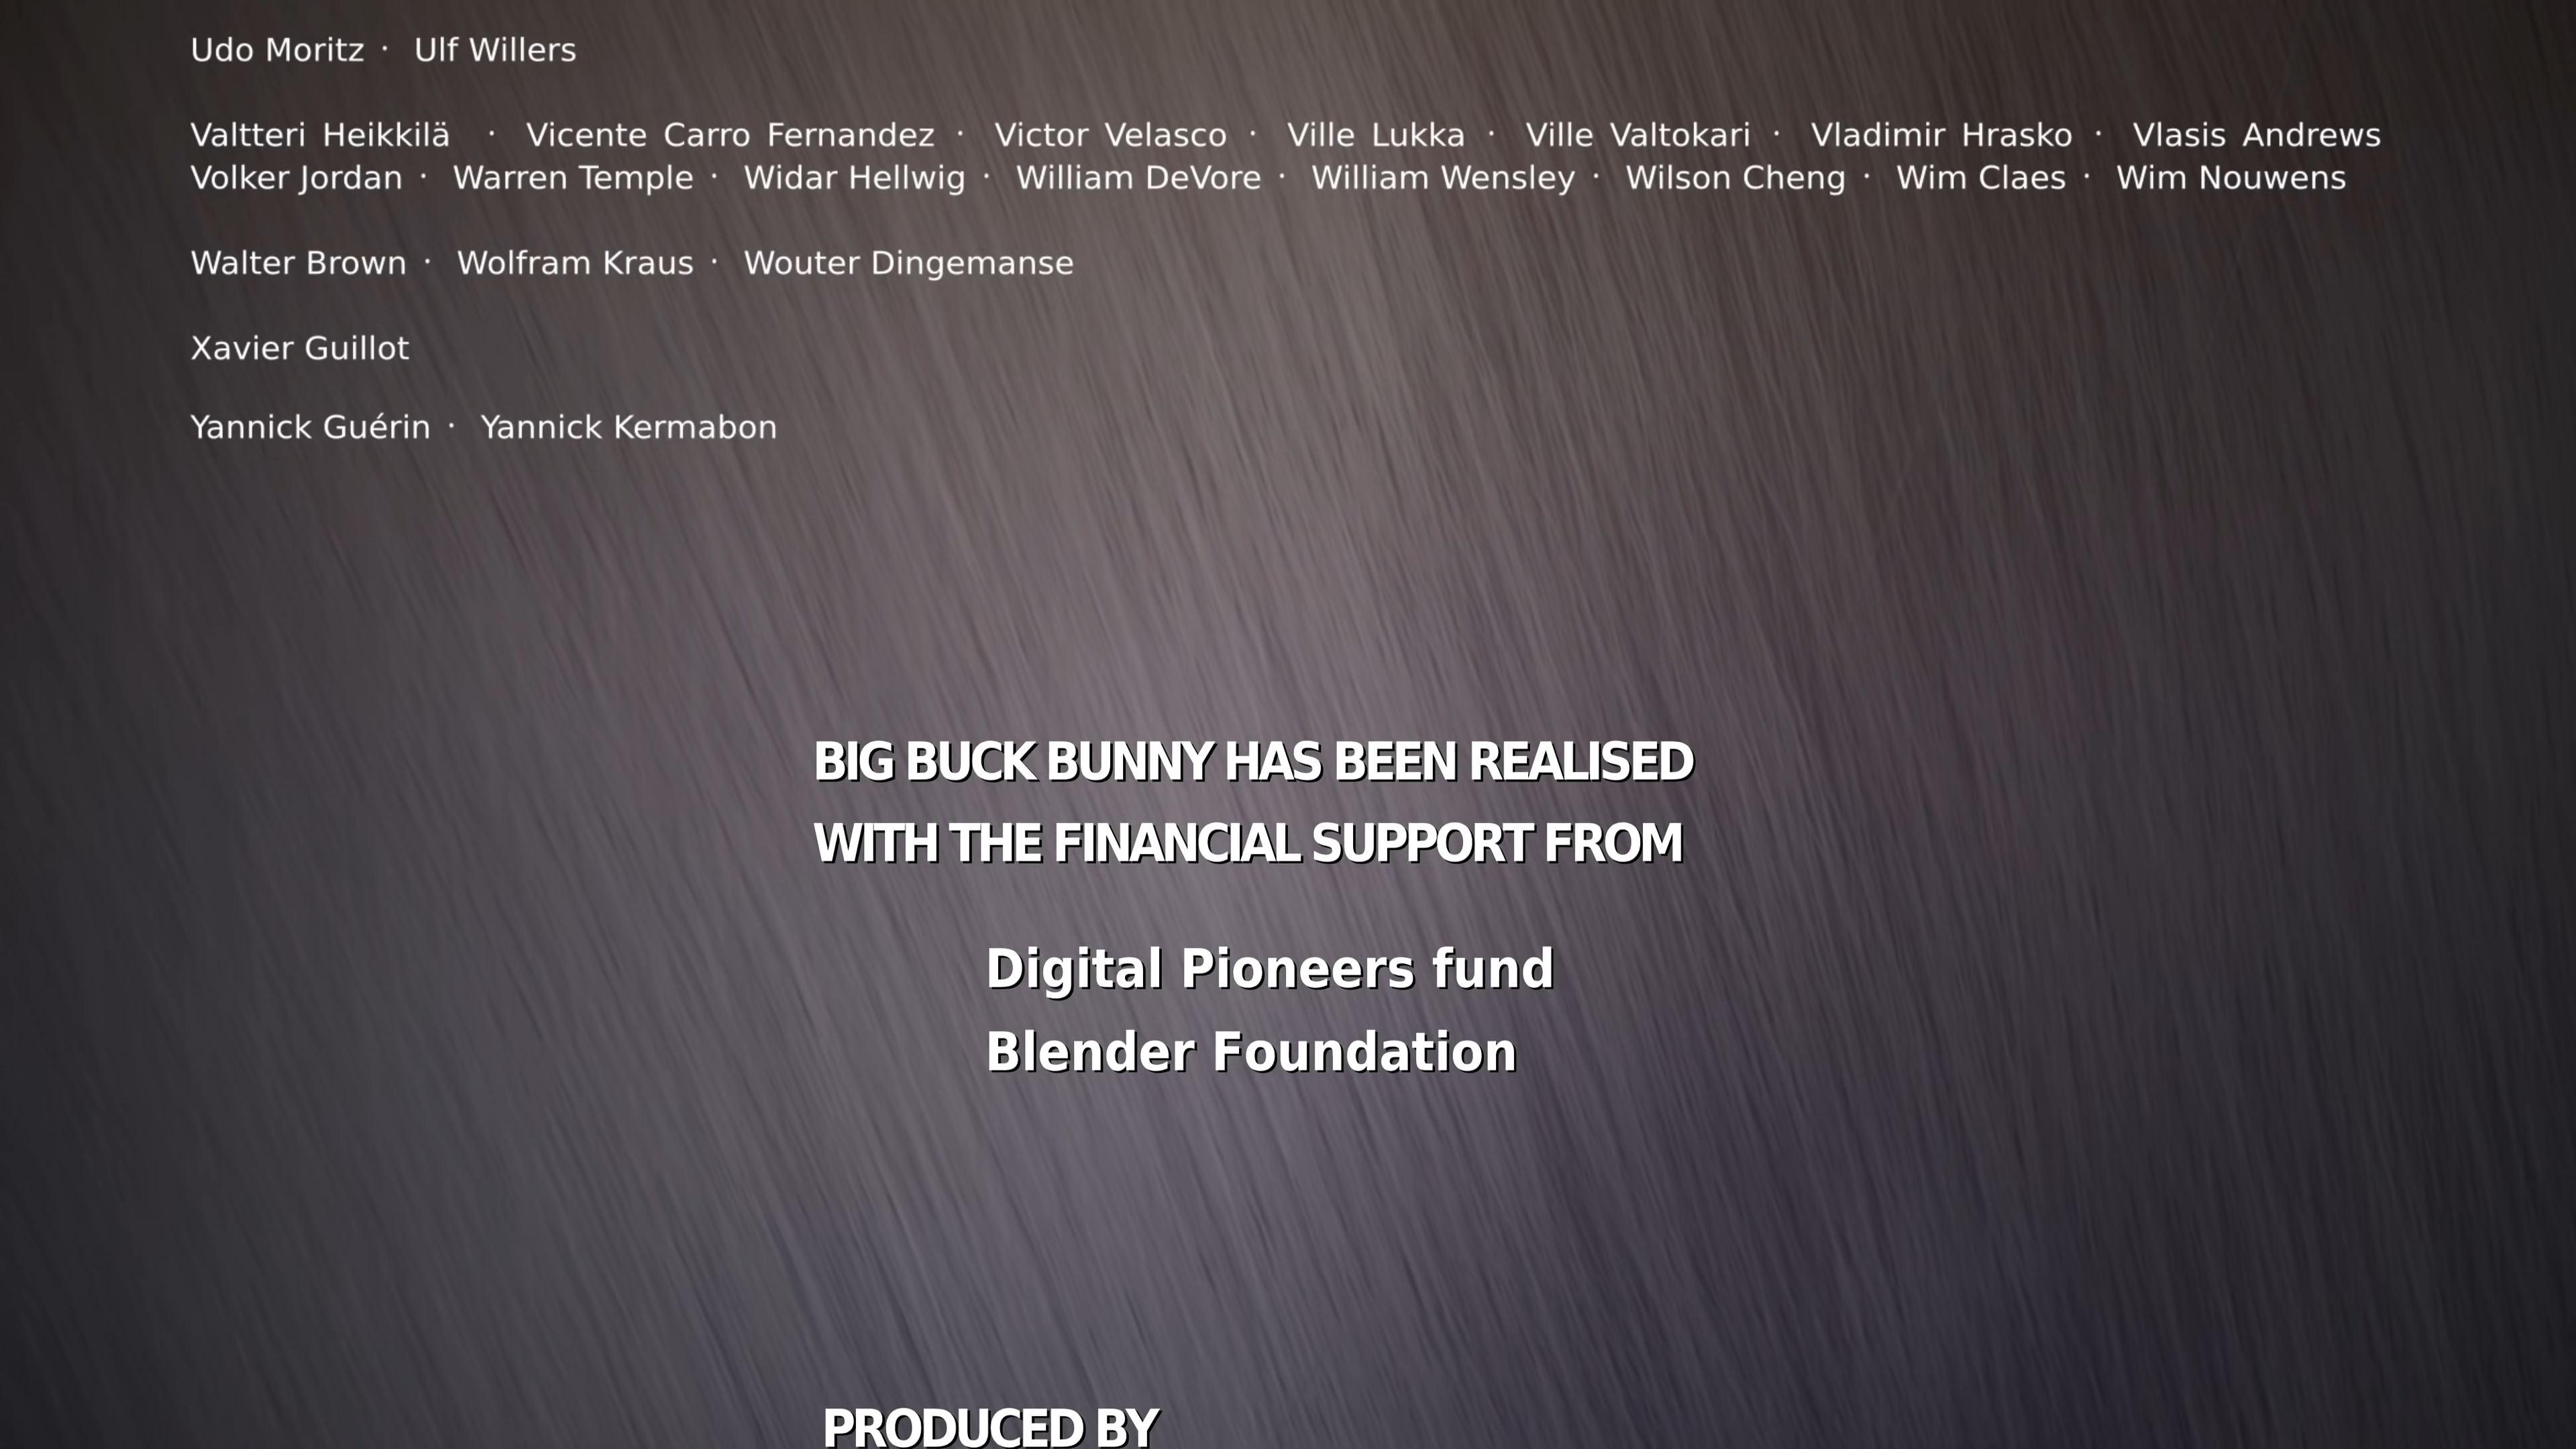 Udo Moritz · Ulf Willers
Valtteri Heikkilä · Vicente Carro Fernandez · Victor Velasco · Ville Lukka · Ville Valtokari · Vladimir Hrasko · Vlasis Andrews
Volker Jordan · Warren Temple · Widar Hellwig · William DeVore · William Wensley · Wilson Cheng · Wim Claes · Wim Nouwens
Walter Brown · Wolfram Kraus · Wouter Dingemanse
Xavier Guillot
Yannick Guérin · Yannick Kermabon
BIG BUCK BUNNY HAS BEEN REALISED
WITH THE FINANCIAL SUPPORT FROM
Digital Pioneers fund
Blender Foundation
PRODUCED BY